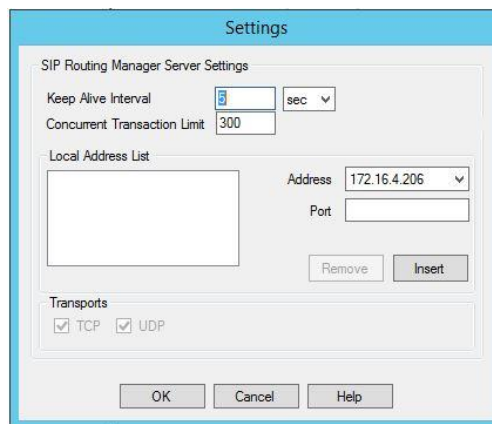 Settings
SIP Routing Manager Server Settings
Keep Alive Interval 5 sec
Concurrent Transaction Limit 300
Local Address List
Address 172.16.4.206
Port
Remove Insert
Transports
TCP UDP
OK Cancel Help